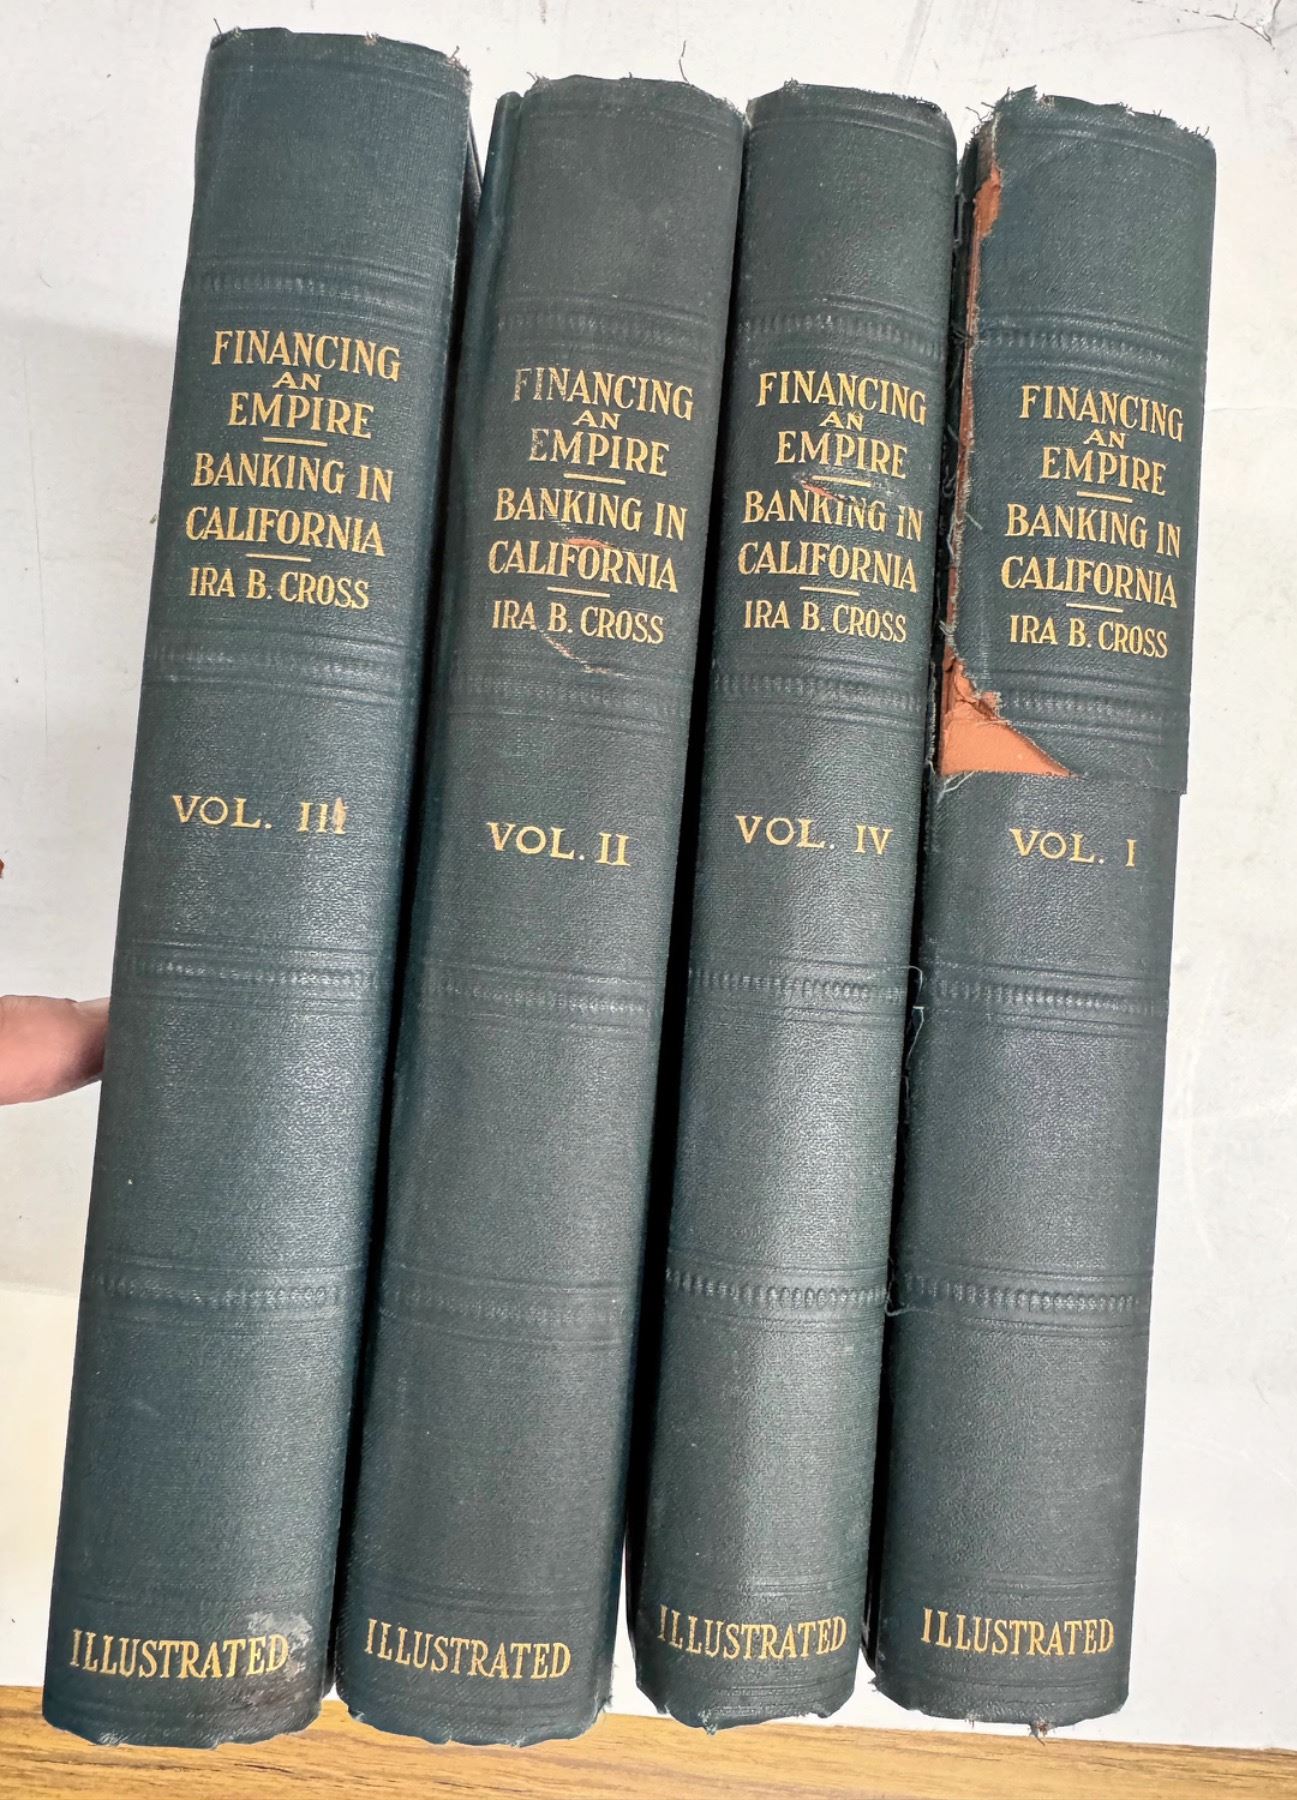 FINANCING
AN
EMPIRE
BANKING IN
CALIFORNIA
IRA B. CROSS
VOL. III
ILLUSTRATED
FINANCING
AN
EMPIRE
BANKING IN
CALIFORNIA
IRA B. CROSS
VOL. II
ILLUSTRATED
FINANCING
AN
EMPIRE
BANKING IN
CALIFORNIA
IRA B. CROSS
VOL. IV
ILLUSTRATED
FINANCING
AN
EMPIRE
BANKING IN
CALIFORNIA
IRA B. CROSS
VOL. I
ILLUSTRATED